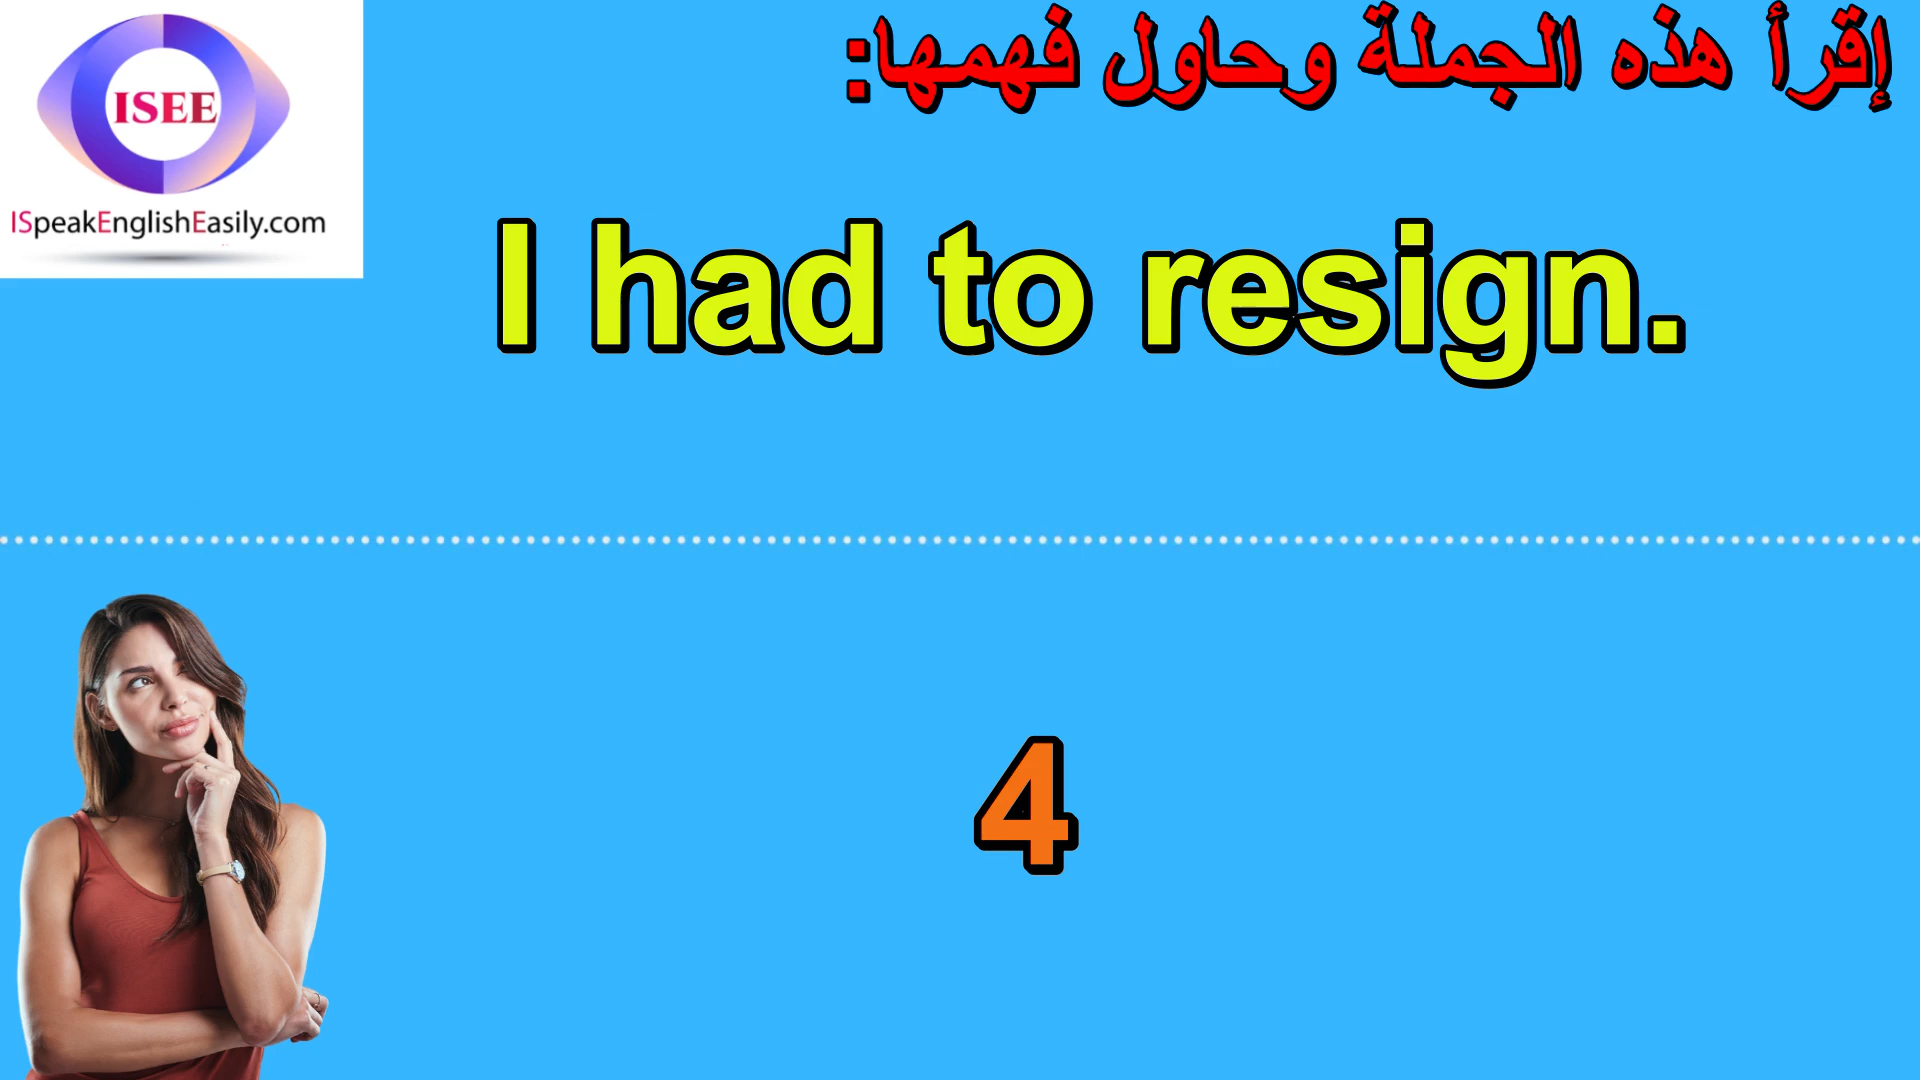 إقرأ هذه الجملة وحاول فهمها:
ISEE
ISpeakEnglishEasily.com
I had to resign.
4